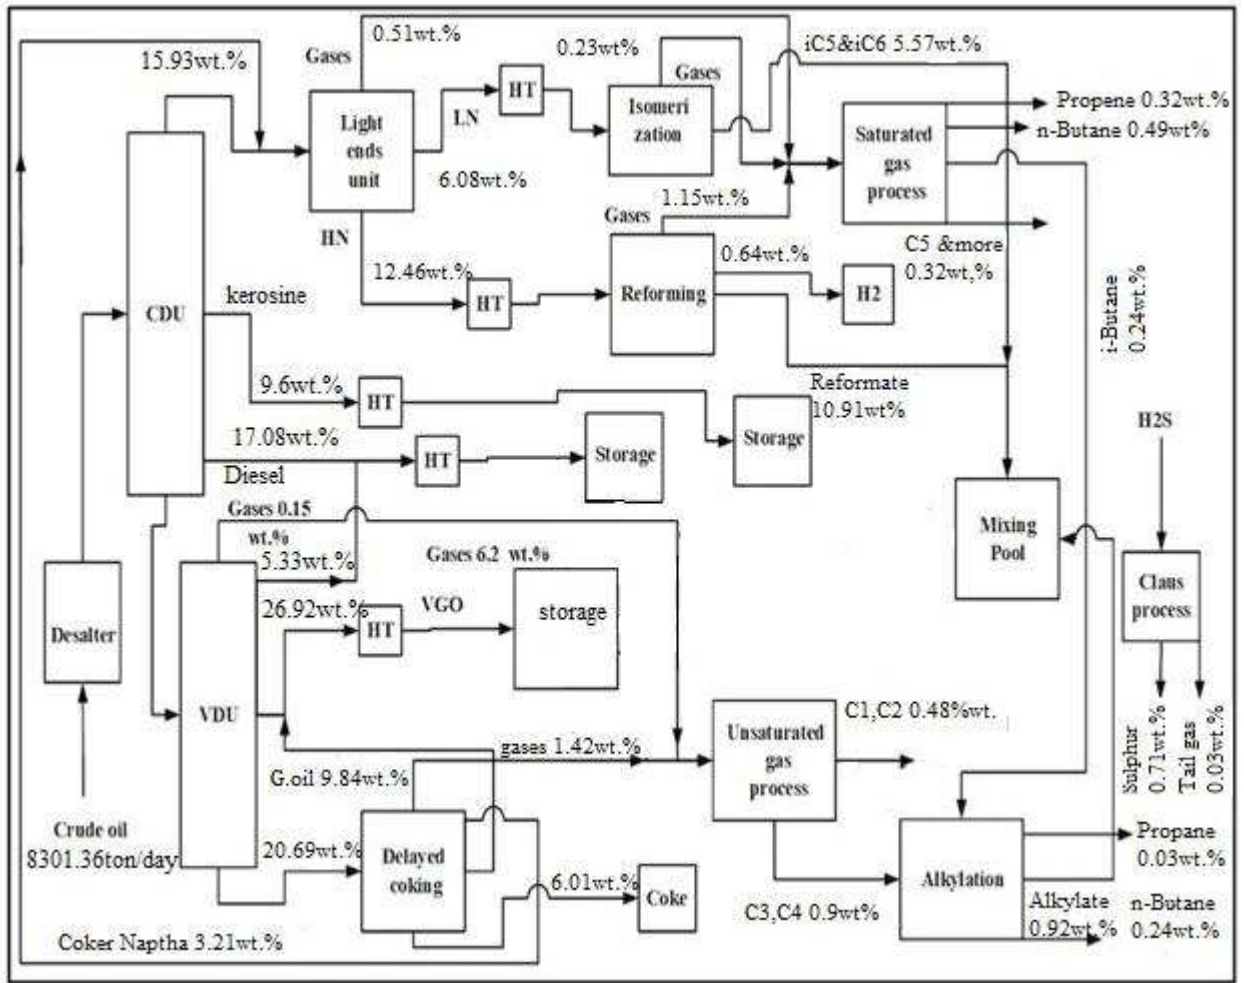 0.51wt.%
15.93wt.%
Gases
0.23wt%
iC5&iC6 5.57wt.%
Gases
HT
Light
ends
unit
LN
Isomeri
zation
Propene 0.32wt.%
n-Butane 0.49wt%
Saturated
gas
process
6.08wt.%
1.15wt.%
Gases
HN
12.46wt.%
HT
Reforming
0.64wt.%
H2
C5 &more
0.32wt,%
i-Butane
0.24wt.%
CDU
kerosine
9.6wt.%
HT
Reformate
10.91wt%
Storage
17.08wt.%
HT
Storage
Diesel
H2S
Gases 0.15
wt.%
5.33wt.%
Gases 6.2 wt.%
Mixing
Pool
Claus
process
26.92wt.%
HT
VGO
storage
Desalter
VDU
Sulphur
0.71wt.%
Tail gas
0.03wt.%
gases 1.42wt.%
Unsaturated
gas
process
C1,C2 0.48%wt.
G.oil 9.84wt.%
Crude oil
8301.36ton/day
20.69wt.%
Delayed
coking
6.01wt.%
Coke
Alkylation
Propane
0.03wt.%
C3,C4 0.9wt%
Alkylate
0.92wt.%
n-Butane
0.24wt.%
Coker Naptha 3.21wt.%